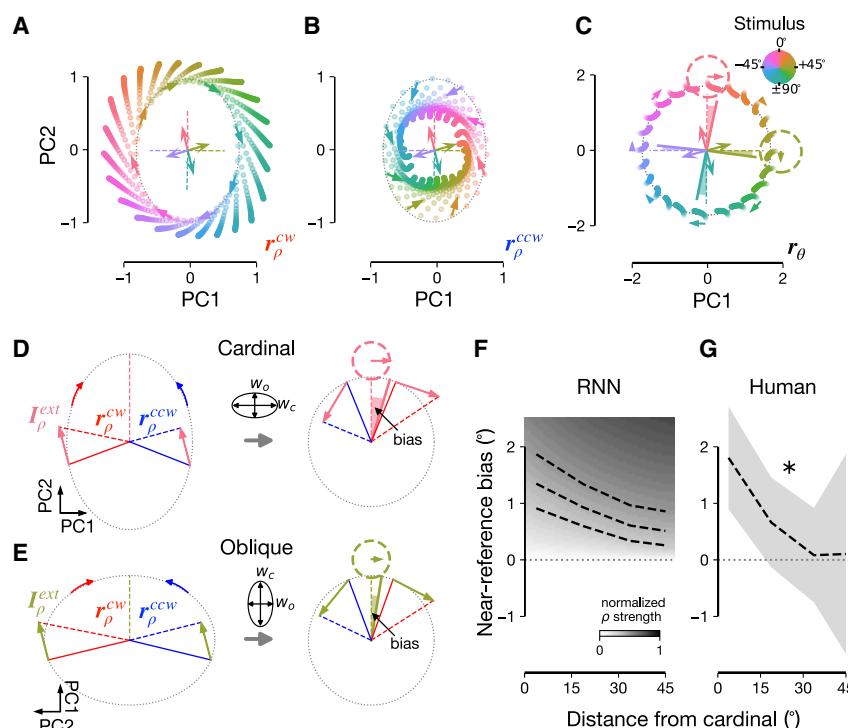 A
B
C
Stimulus
0°
−45°
+45°
±90°
PC2
1
0
−1
1
0
−1
2
0
−2
r_ρ^cw
r_ρ^ccw
r_θ
−1 0 1
−1 0 1
−2 0 2
PC1
PC1
PC1
D
Cardinal
I_ρ^ext
r_ρ^cw
r_ρ^ccw
w_o
w_c
bias
PC2
PC1
E
Oblique
I_ρ^ext
r_ρ^cw
r_ρ^ccw
w_c
w_o
bias
PC1
PC2
F
G
RNN
Human
Near-reference bias (°)
2
1
0
−1
2
1
0
−1
*
normalized
ρ strength
0 1
0 15 30 45
0 15 30 45
Distance from cardinal (°)